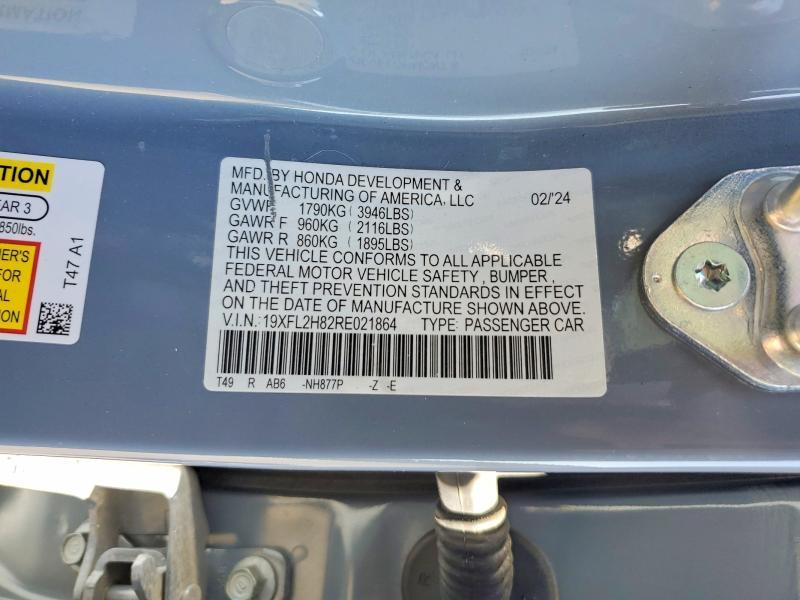 TION
EAR 3
850lbs.
ER'S
FOR
AL
ION
T47 A1
MFD. BY HONDA DEVELOPMENT &
MANUFACTURING OF AMERICA, LLC 02/'24
GVWR 1790KG (3946LBS)
GAWR F 960KG (2116LBS)
GAWR R 860KG (1895LBS)
THIS VEHICLE CONFORMS TO ALL APPLICABLE
FEDERAL MOTOR VEHICLE SAFETY, BUMPER,
AND THEFT PREVENTION STANDARDS IN EFFECT
ON THE DATE OF MANUFACTURE SHOWN ABOVE.
V.I.N.: 19XFL2H82RE021864 TYPE: PASSENGER CAR
T49 R AB6 -NH877P -Z -E